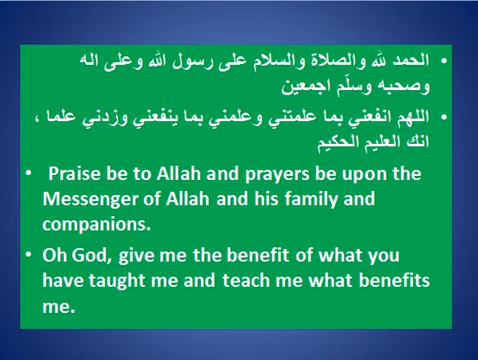 • الحمد لله والصلاة والسلام على رسول الله وعلى اله
وصحبه وسلّم اجمعين
• اللهم انفعني بما علمتني وعلمني بما ينفعني وزدني علما ،
انك العليم الحكيم
• Praise be to Allah and prayers be upon the
Messenger of Allah and his family and
companions.
• Oh God, give me the benefit of what you
have taught me and teach me what benefits
me.